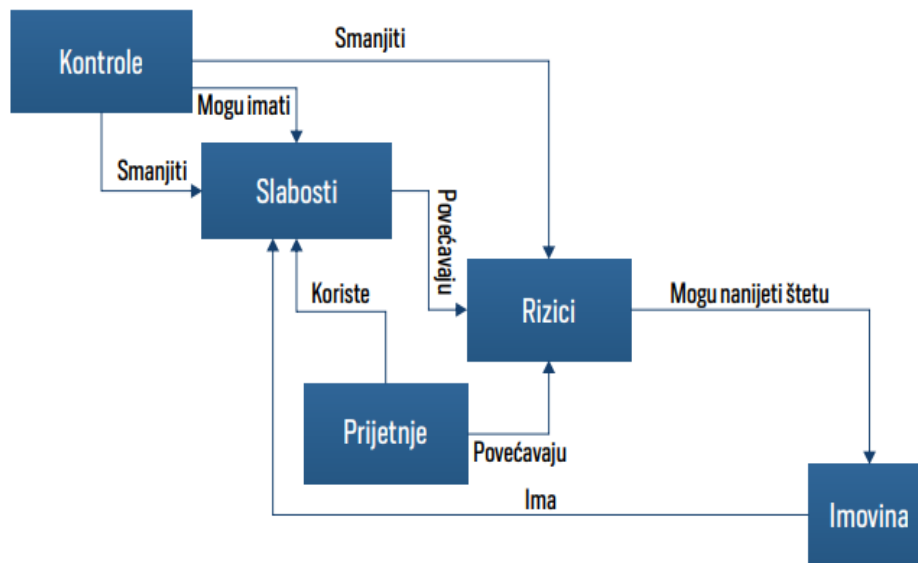 Kontrole
Smanjiti
Mogu imati
Smanjiti
Slabosti
Povećavaju
Koriste
Rizici
Mogu nanijeti štetu
Prijetnje
Povećavaju
Ima
Imovina